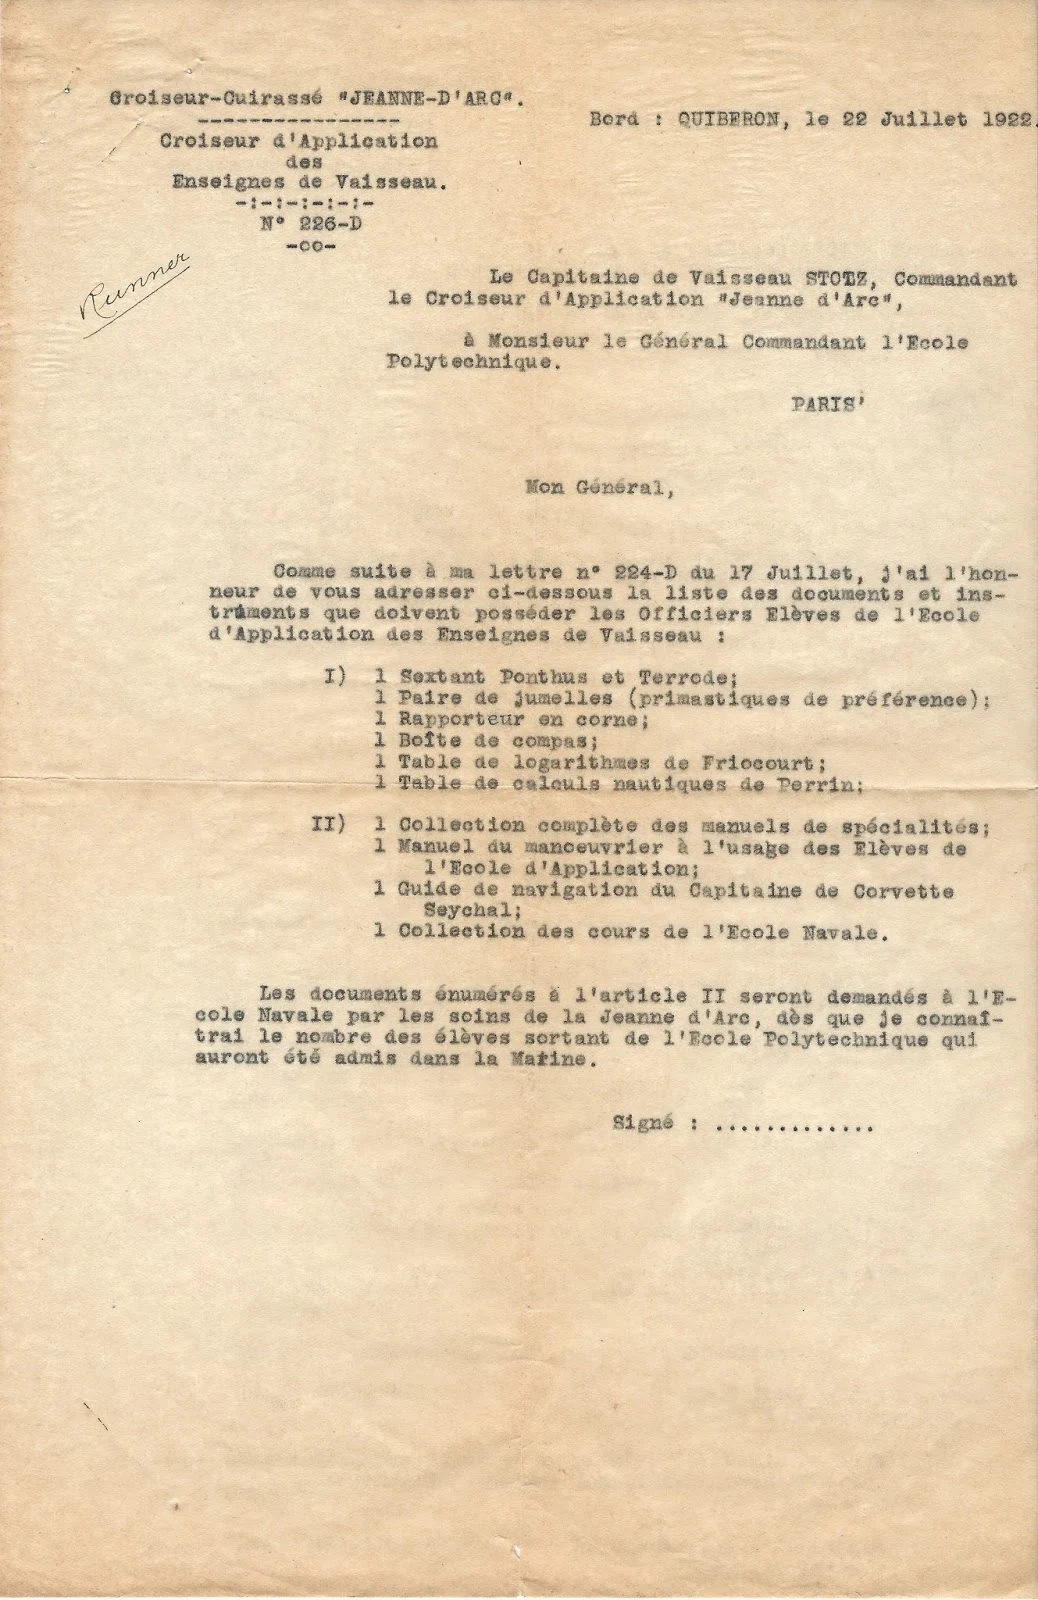 Croiseur-Cuirassé "JEANNE-D'ARC".
----------------
Croiseur d'Application
des
Enseignes de Vaisseau.
-:-:-:-:-:-
N° 226-D
-oo-
Bord : QUIBERON, le 22 Juillet 1922.
Runner
Le Capitaine de Vaisseau STOTZ, Commandant
le Croiseur d'Application "Jeanne d'Arc",
à Monsieur le Général Commandant l'Ecole
Polytechnique.
PARIS'
Mon Général,
Comme suite à ma lettre n° 224-D du 17 Juillet, j'ai l'hon-
neur de vous adresser ci-dessous la liste des documents et ins-
truments que doivent posséder les Officiers Elèves de l'Ecole
d'Application des Enseignes de Vaisseau :
I) 1 Sextant Ponthus et Terrode;
1 Paire de jumelles (primastiques de préférence);
1 Rapporteur en corne;
1 Boîte de compas;
1 Table de logarithmes de Friocourt;
1 Table de calculs nautiques de Perrin;
II) 1 Collection complète des manuels de spécialités;
1 Manuel du manoeuvrier à l'usage des Elèves de
l'Ecole d'Application;
1 Guide de navigation du Capitaine de Corvette
Seychal;
1 Collection des cours de l'Ecole Navale.
Les documents énumérés à l'article II seront demandés à l'E-
cole Navale par les soins de la Jeanne d'Arc, dès que je connaî-
trai le nombre des élèves sortant de l'Ecole Polytechnique qui
auront été admis dans la Marine.
Signé : .............